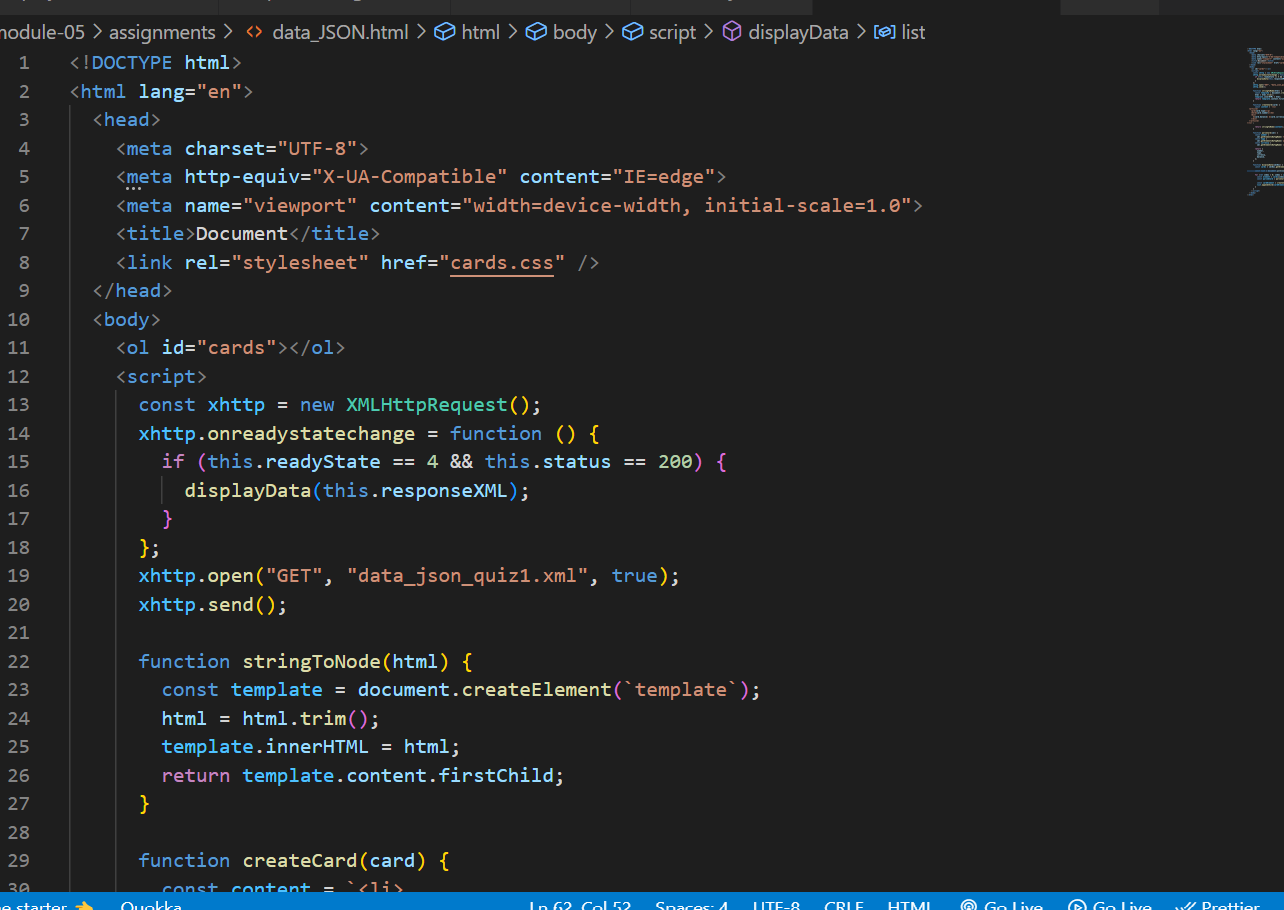 module-05 > assignments > <> data_JSON.html > html > body > script > displayData > list
1 <!DOCTYPE html>
2 <html lang="en">
3 <head>
4 <meta charset="UTF-8">
5 <meta http-equiv="X-UA-Compatible" content="IE=edge">
6 <meta name="viewport" content="width=device-width, initial-scale=1.0">
7 <title>Document</title>
8 <link rel="stylesheet" href="cards.css" />
9 </head>
10 <body>
11 <ol id="cards"></ol>
12 <script>
13 const xhttp = new XMLHttpRequest();
14 xhttp.onreadystatechange = function () {
15 if (this.readyState == 4 && this.status == 200) {
16 displayData(this.responseXML);
17 }
18 };
19 xhttp.open("GET", "data_json_quiz1.xml", true);
20 xhttp.send();
21
22 function stringToNode(html) {
23 const template = document.createElement(`template`);
24 html = html.trim();
25 template.innerHTML = html;
26 return template.content.firstChild;
27 }
28
29 function createCard(card) {
30 const content = `<li>
starter 👈 Quokka Ln 62, Col 52 Spaces: 4 UTF-8 CRLF HTML Go Live Go Live Prettier